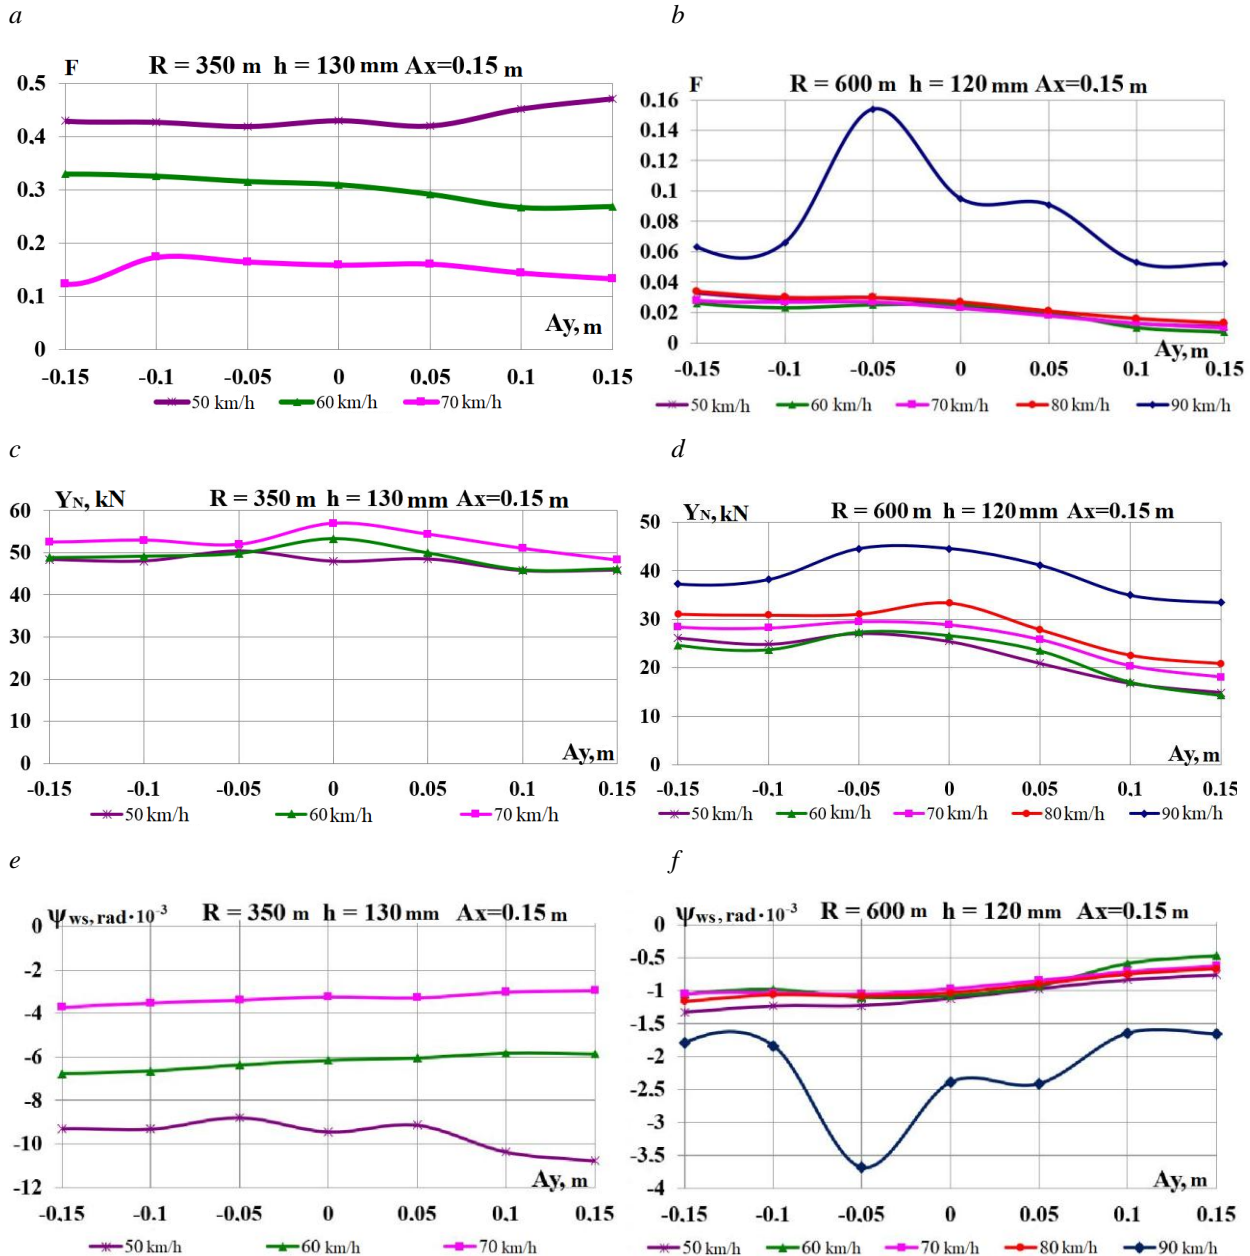 a
F R = 350 m h = 130 mm Ax=0.15 m
0.5
0.4
0.3
0.2
0.1
0
Ay, m
-0.15 -0.1 -0.05 0 0.05 0.1 0.15
50 km/h 60 km/h 70 km/h
b
F R = 600 m h = 120 mm Ax=0.15 m
0.16
0.14
0.12
0.1
0.08
0.06
0.04
0.02
0
Ay, m
-0.15 -0.1 -0.05 0 0.05 0.1 0.15
50 km/h 60 km/h 70 km/h 80 km/h 90 km/h
c
YN, kN R = 350 m h = 130 mm Ax=0.15 m
60
50
40
30
20
10
0
Ay, m
-0.15 -0.1 -0.05 0 0.05 0.1 0.15
50 km/h 60 km/h 70 km/h
d
YN, kN R = 600 m h = 120 mm Ax=0.15 m
50
40
30
20
10
0
Ay, m
-0.15 -0.1 -0.05 0 0.05 0.1 0.15
50 km/h 60 km/h 70 km/h 80 km/h 90 km/h
e
ψws, rad·10⁻³ R = 350 m h = 130 mm Ax=0.15 m
0
-2
-4
-6
-8
-10
-12
Ay, m
-0.15 -0.1 -0.05 0 0.05 0.1 0.15
50 km/h 60 km/h 70 km/h
f
ψws, rad·10⁻³ R = 600 m h = 120 mm Ax=0.15 m
0
-0.5
-1
-1.5
-2
-2.5
-3
-3.5
-4
Ay, m
-0.15 -0.1 -0.05 0 0.05 0.1 0.15
50 km/h 60 km/h 70 km/h 80 km/h 90 km/h